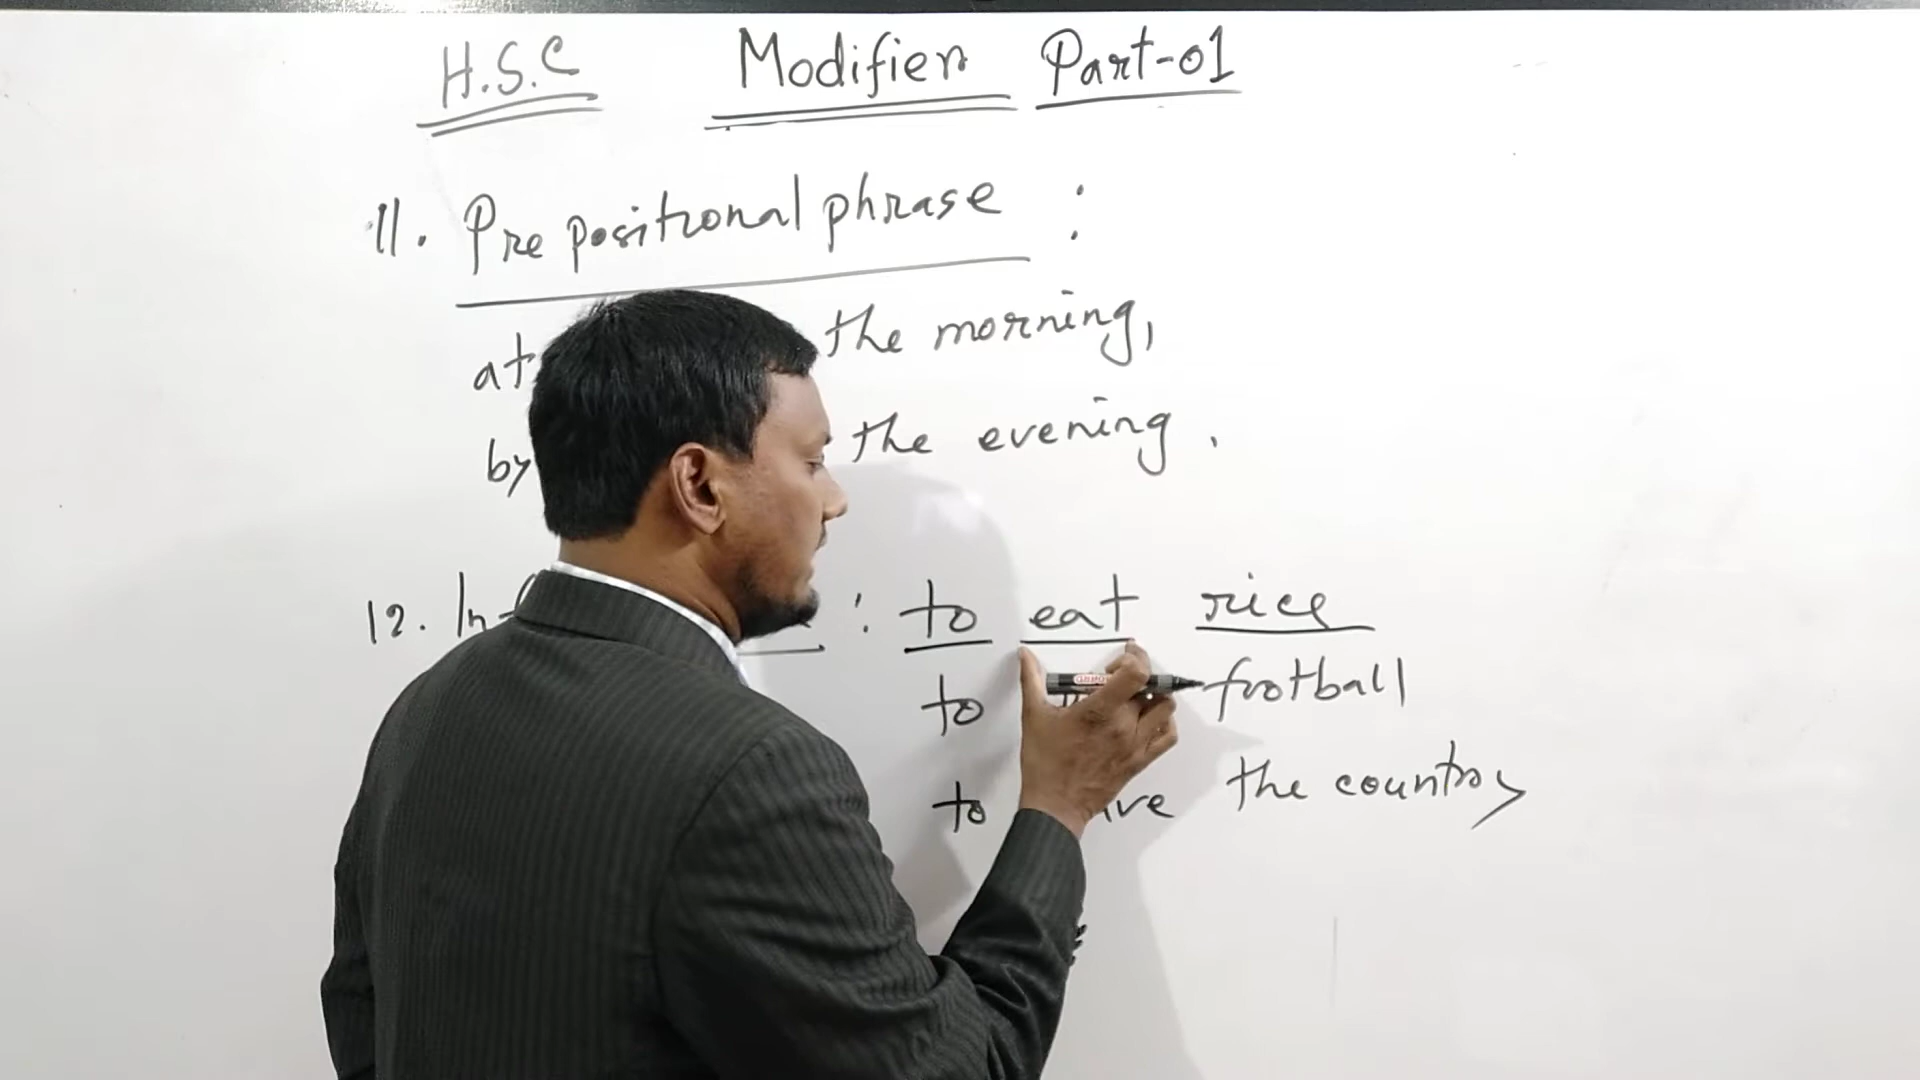 H.S.C Modifier Part-01
11. Prepositional phrase :
at the morning,
by the evening.
12. : to eat rice
to football
to the country